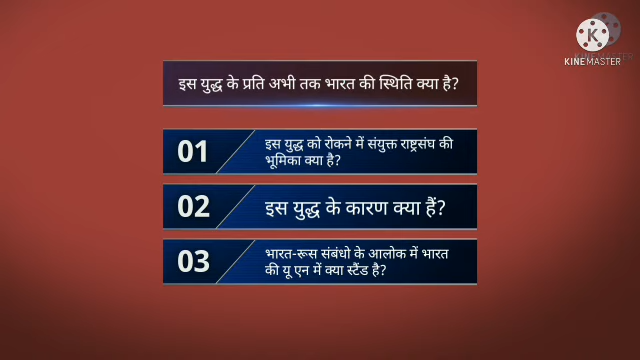 K
KINEMASTER
इस युद्ध के प्रति अभी तक भारत की स्थिति क्या है?
01
इस युद्ध को रोकने में संयुक्त राष्ट्रसंघ की
भूमिका क्या है?
02
इस युद्ध के कारण क्या हैं?
03
भारत-रूस संबंधो के आलोक में भारत
की यू एन में क्या स्टैंड है?